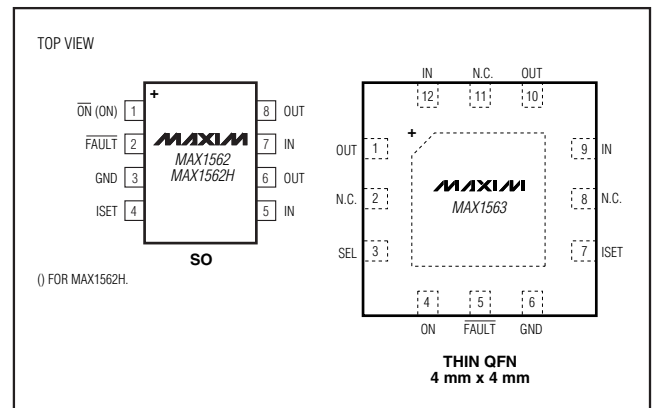 TOP VIEW
+
ON (ON) 1
FAULT 2
GND 3
ISET 4
8 OUT
7 IN
6 OUT
5 IN
MAXIM
MAX1562
MAX1562H
SO
() FOR MAX1562H.
IN N.C. OUT
12 11 10
+
OUT 1
N.C. 2
SEL 3
9 IN
8 N.C.
7 ISET
MAXIM
MAX1563
4 5 6
ON FAULT GND
THIN QFN
4 mm x 4 mm